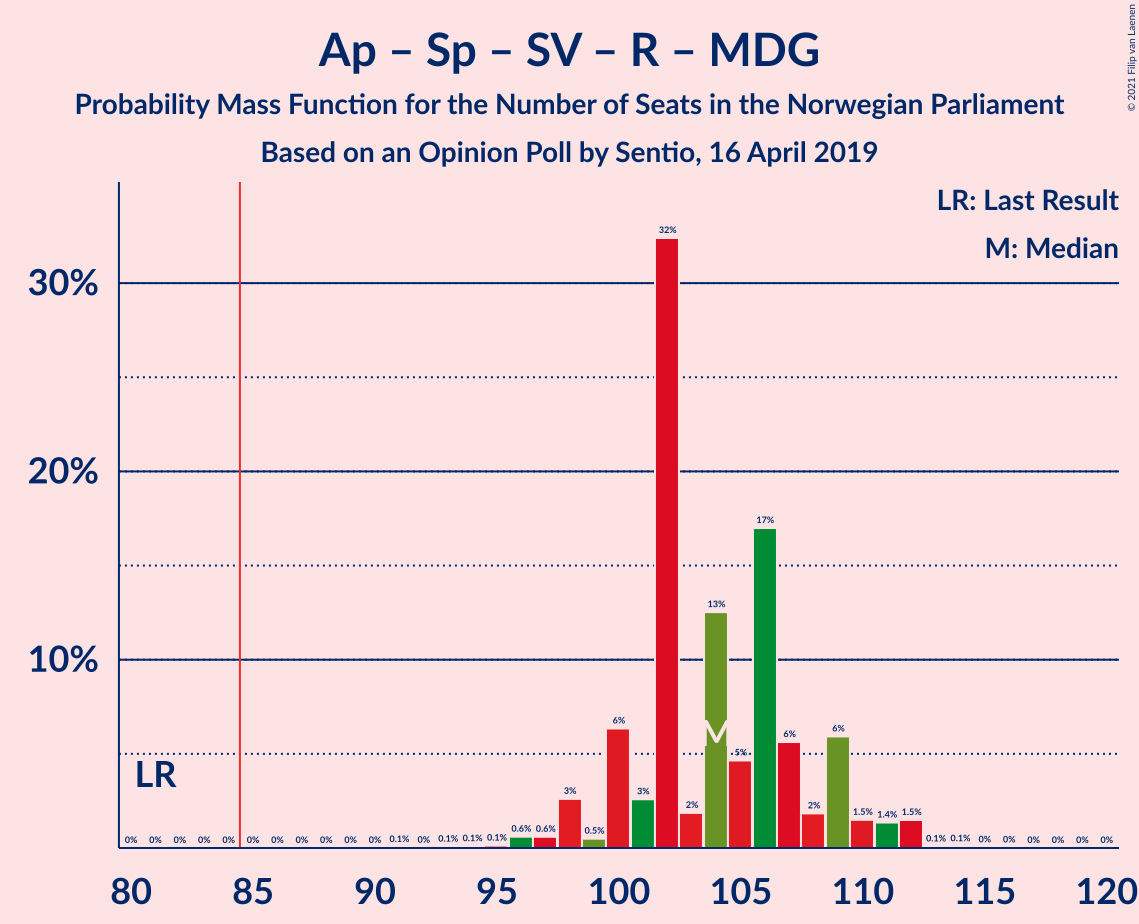 © 2021 Filip van Laenen
Ap – Sp – SV – R – MDG
Probability Mass Function for the Number of Seats in the Norwegian Parliament
Based on an Opinion Poll by Sentio, 16 April 2019
LR: Last Result
M: Median
32%
30%
17%
20%
13%
10%
6% 3% 0.5% 6% 3% 2% 5% 6% 2% 6%
M
LR
0% 0% 0% 0% 0% 0% 0% 0% 0% 0% 0% 0.1% 0% 0.1% 0.1% 0.1% 0.6% 0.6% 1.5% 1.4% 1.5% 0.1% 0.1% 0% 0% 0% 0% 0% 0%
80 85 90 95 100 105 110 115 120